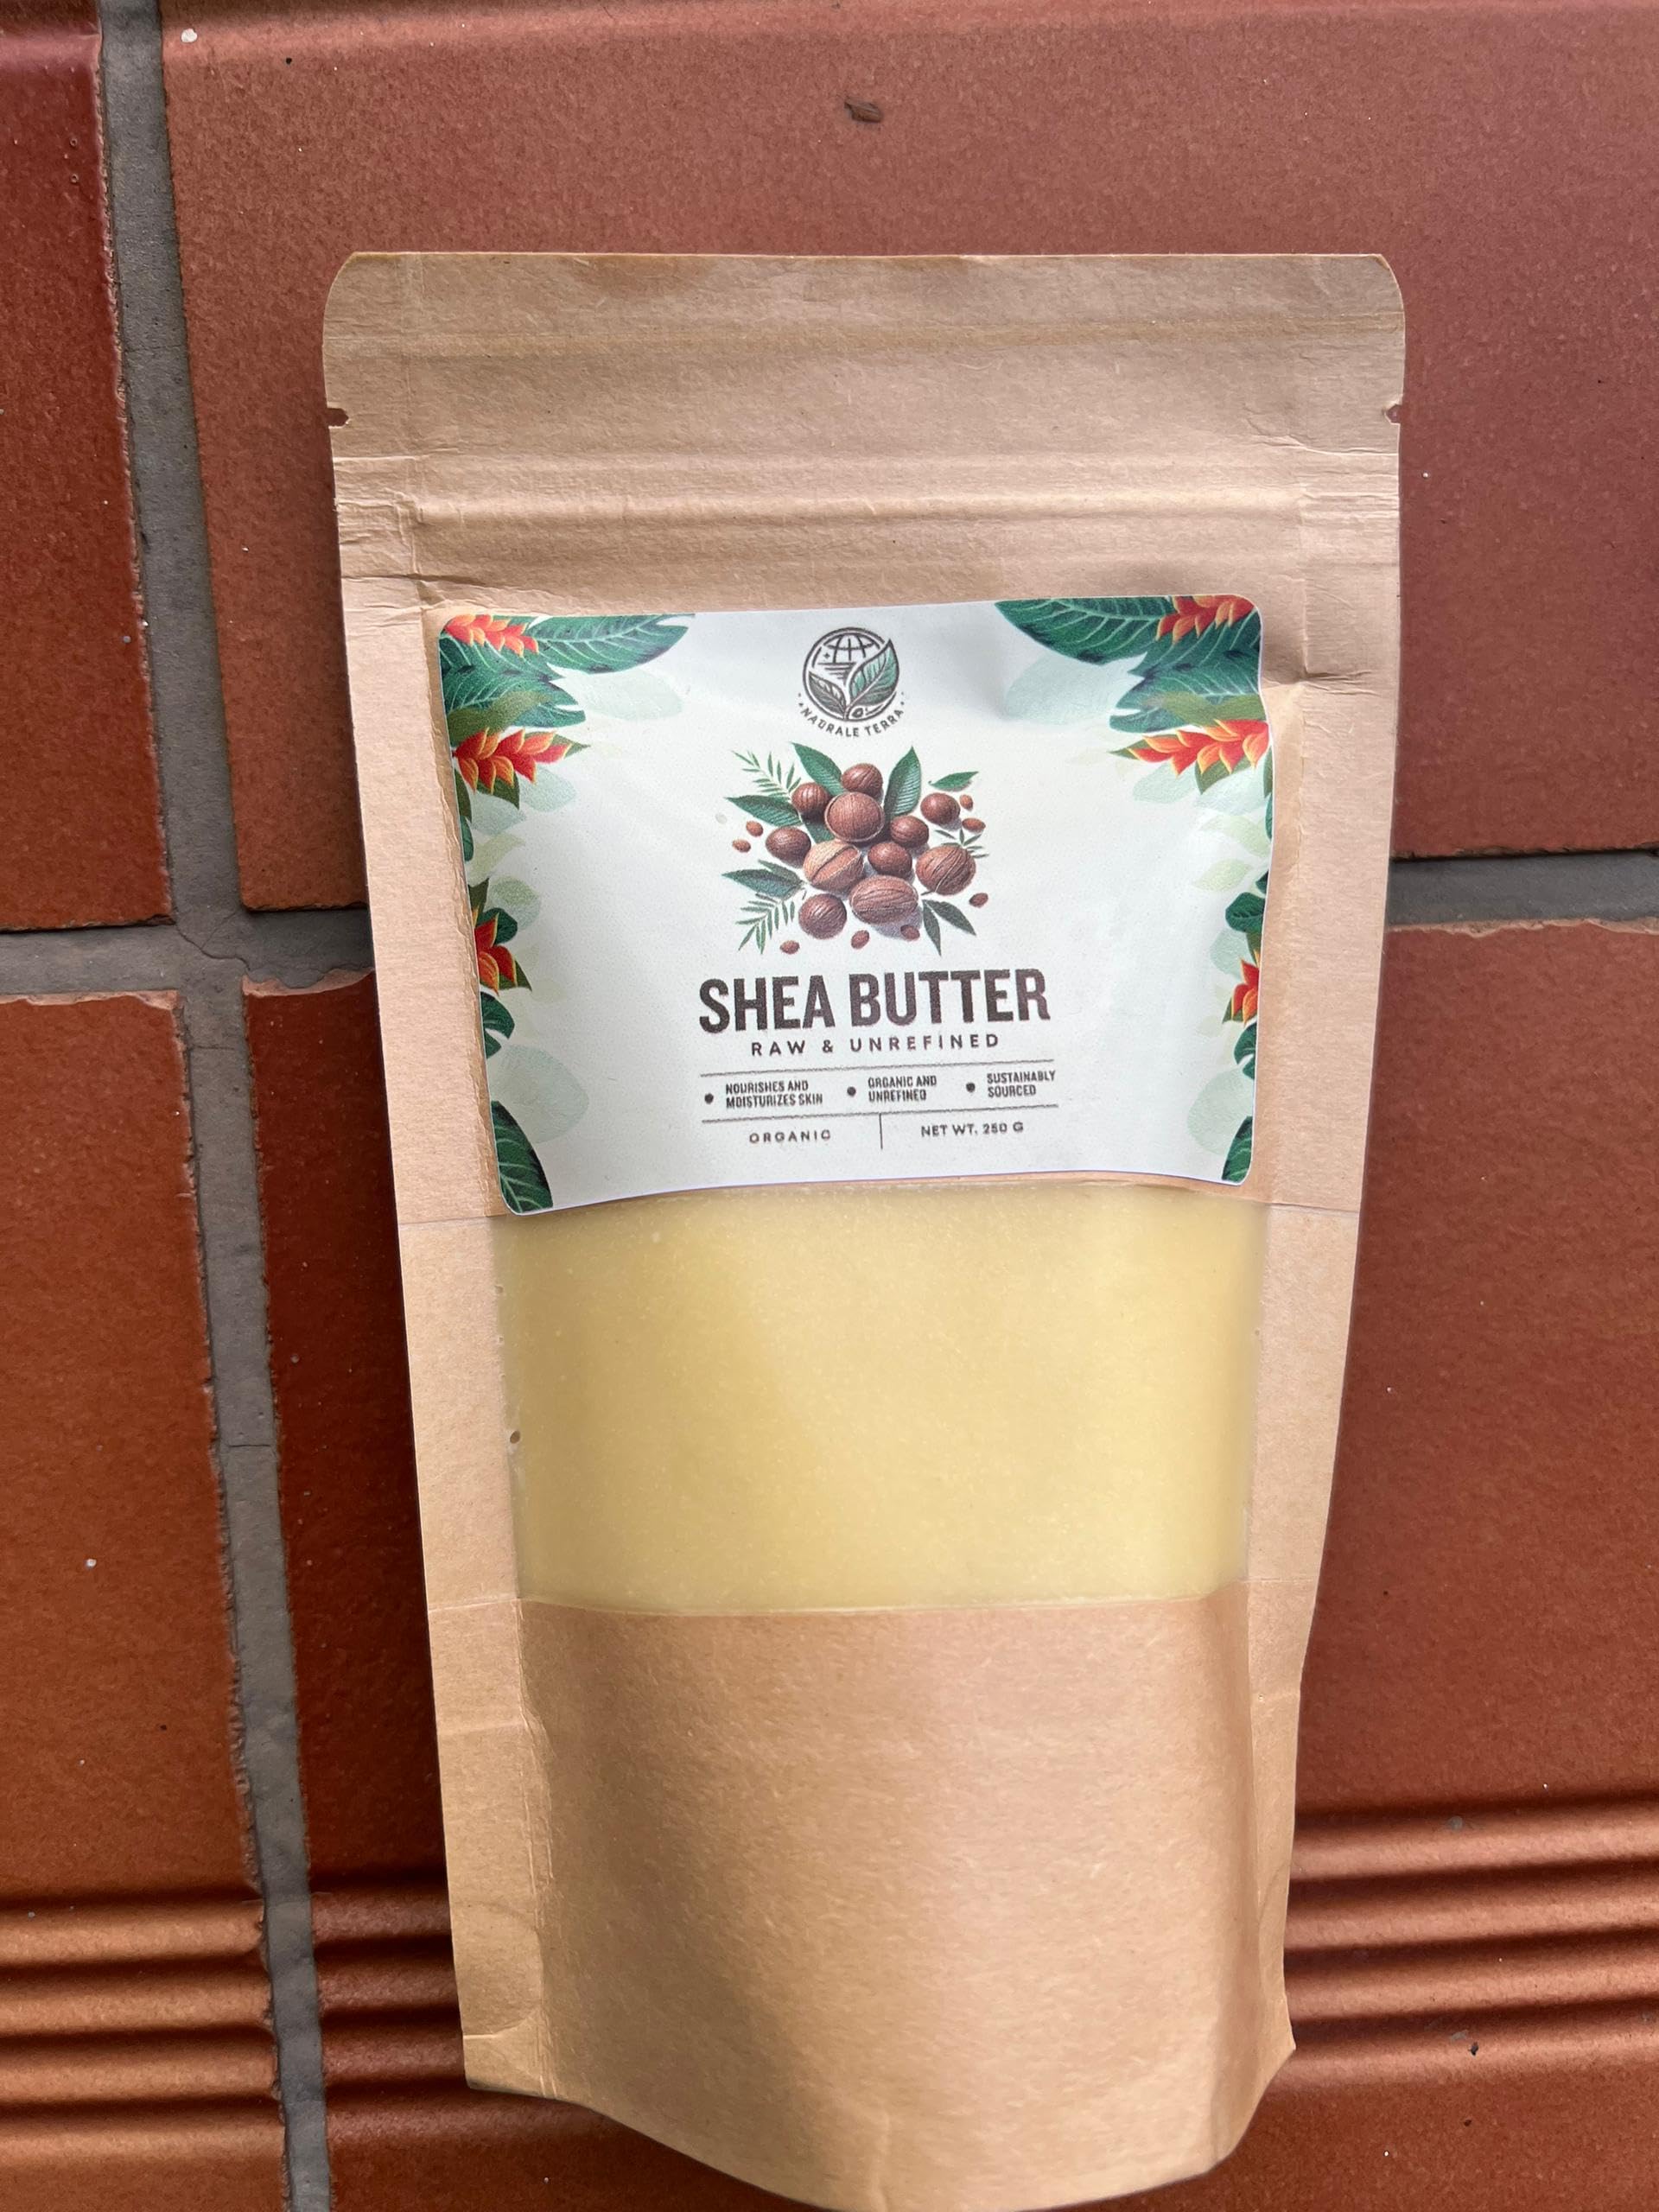 NATURALE TERRA
SHEA BUTTER
RAW & UNREFINED
NOURISHES AND
MOISTURIZES SKIN
ORGANIC AND
UNREFINED
SUSTAINABLY
SOURCED
ORGANIC
NET WT. 250 G